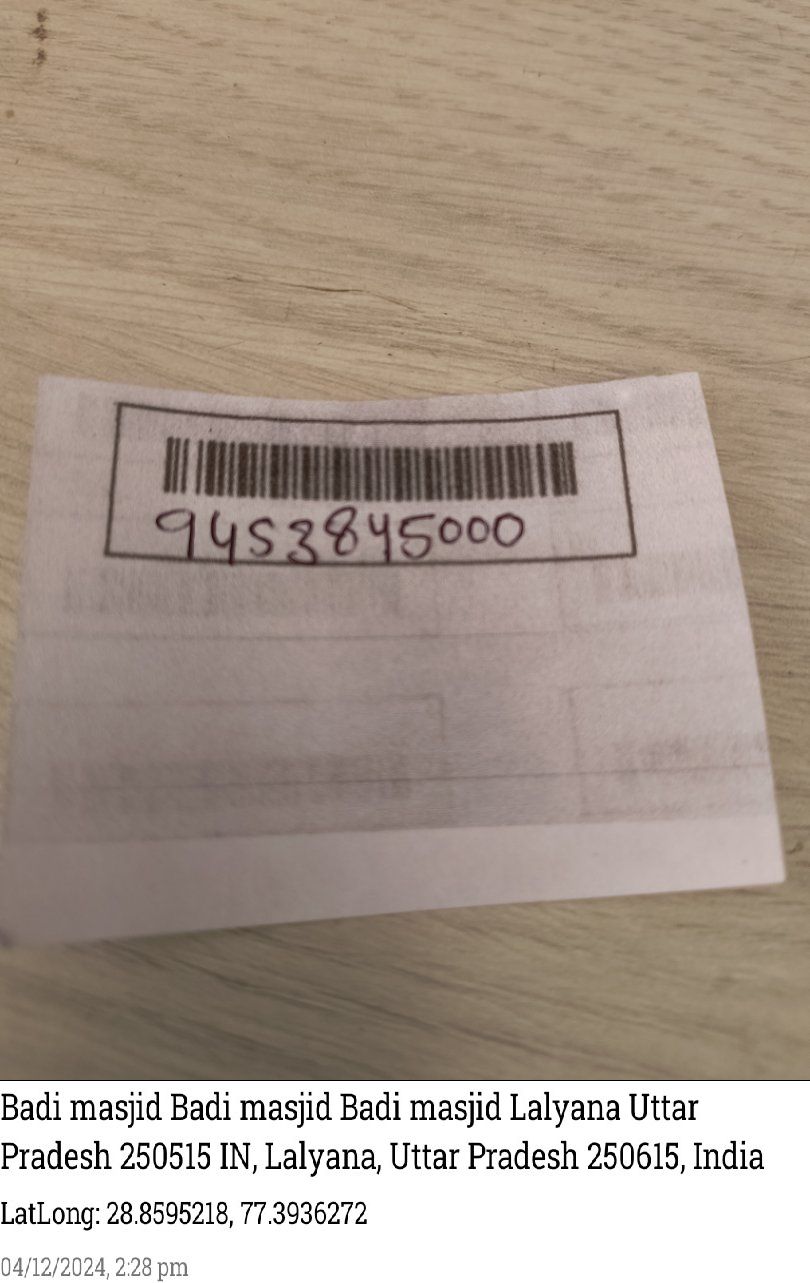 9453845000
Badi masjid Badi masjid Badi masjid Lalyana Uttar
Pradesh 250515 IN, Lalyana, Uttar Pradesh 250615, India
LatLong: 28.8595218, 77.3936272
04/12/2024, 2:28 pm